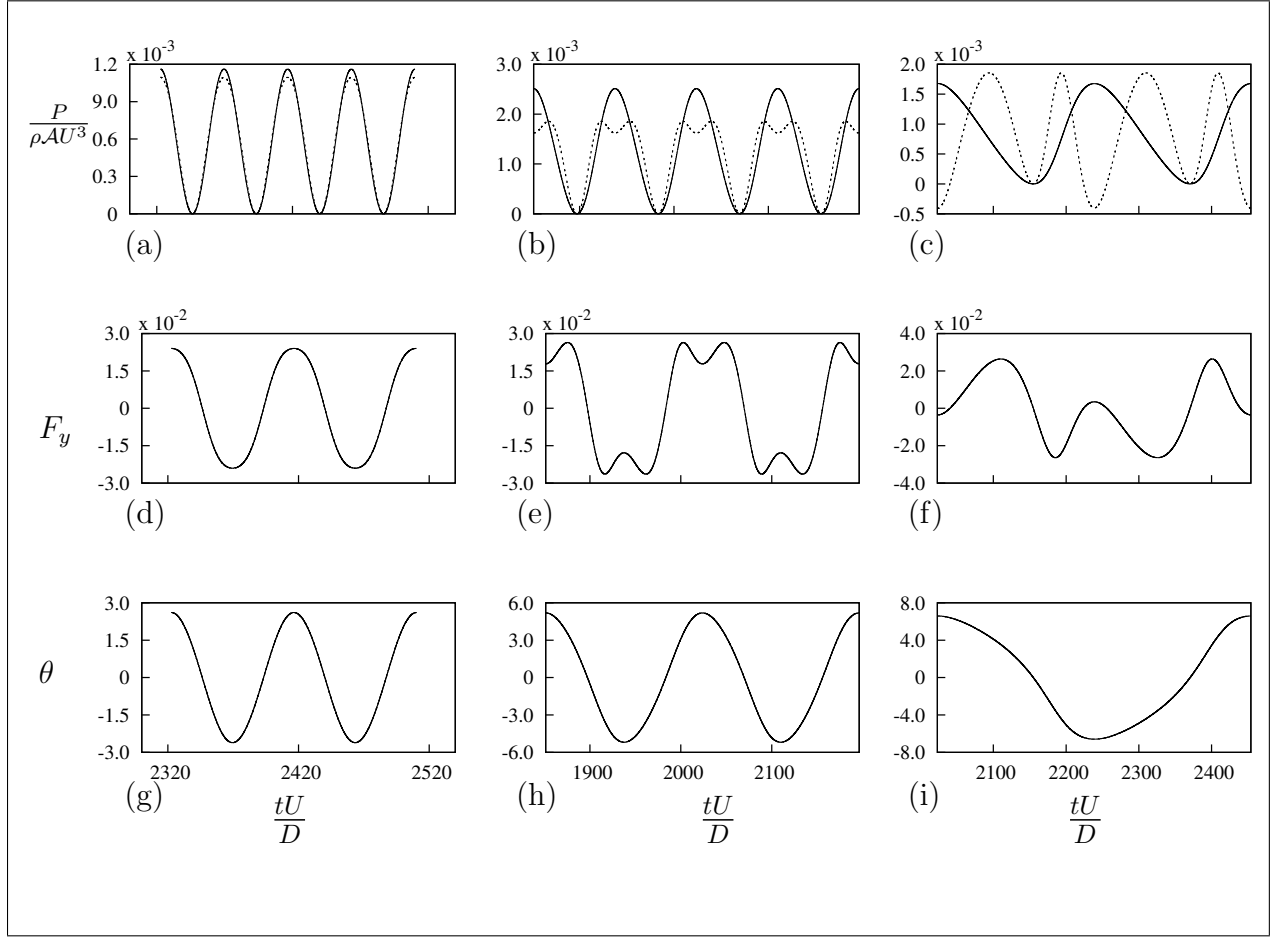 x 10-3 x 10-3 x 10-3
1.2 3.0 2.0
9.0 2.0 1.5
P/ρAU3 0.6 1.0 1.0
0.3 0 0.5
0 0
-0.5
(a) (b) (c)
x 10-2 x 10-2 x 10-2
3.0 3.0 4.0
1.5 1.5 2.0
Fy 0 0 0
-1.5 -1.5 -2.0
-3.0 -3.0 -4.0
(d) (e) (f)
3.0 6.0 8.0
1.5 3.0 4.0
θ 0 0 0
-1.5 -3.0 -4.0
-3.0 -6.0 -8.0
2320 2420 2520 1900 2000 2100 2100 2200 2300 2400
(g) (h) (i)
tU/D tU/D tU/D